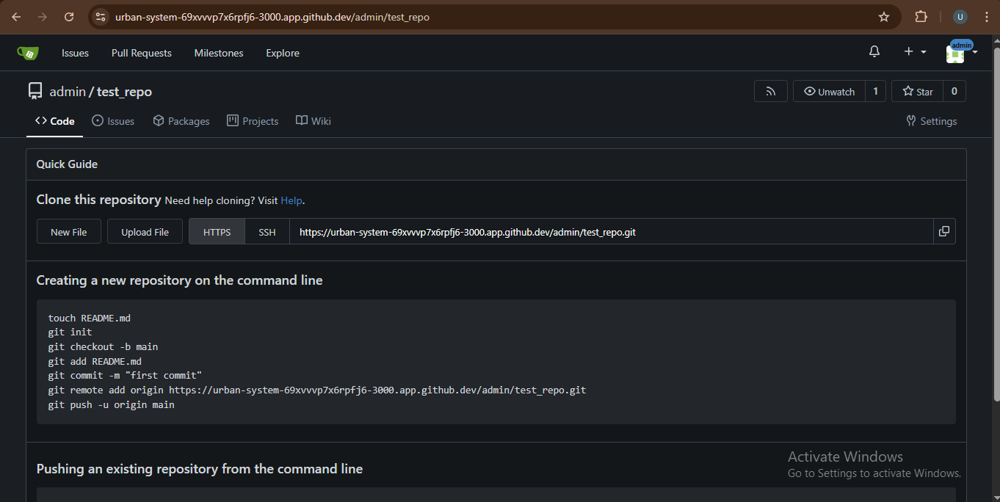 urban-system-69xvvvp7x6rpfj6-3000.app.github.dev/admin/test_repo
U
Issues Pull Requests Milestones Explore
admin
admin / test_repo
Unwatch 1 Star 0
Code Issues Packages Projects Wiki Settings
Quick Guide
Clone this repository Need help cloning? Visit Help.
New File Upload File HTTPS SSH https://urban-system-69xvvvp7x6rpfj6-3000.app.github.dev/admin/test_repo.git
Creating a new repository on the command line
touch README.md
git init
git checkout -b main
git add README.md
git commit -m "first commit"
git remote add origin https://urban-system-69xvvvp7x6rpfj6-3000.app.github.dev/admin/test_repo.git
git push -u origin main
Pushing an existing repository from the command line
Activate Windows
Go to Settings to activate Windows.